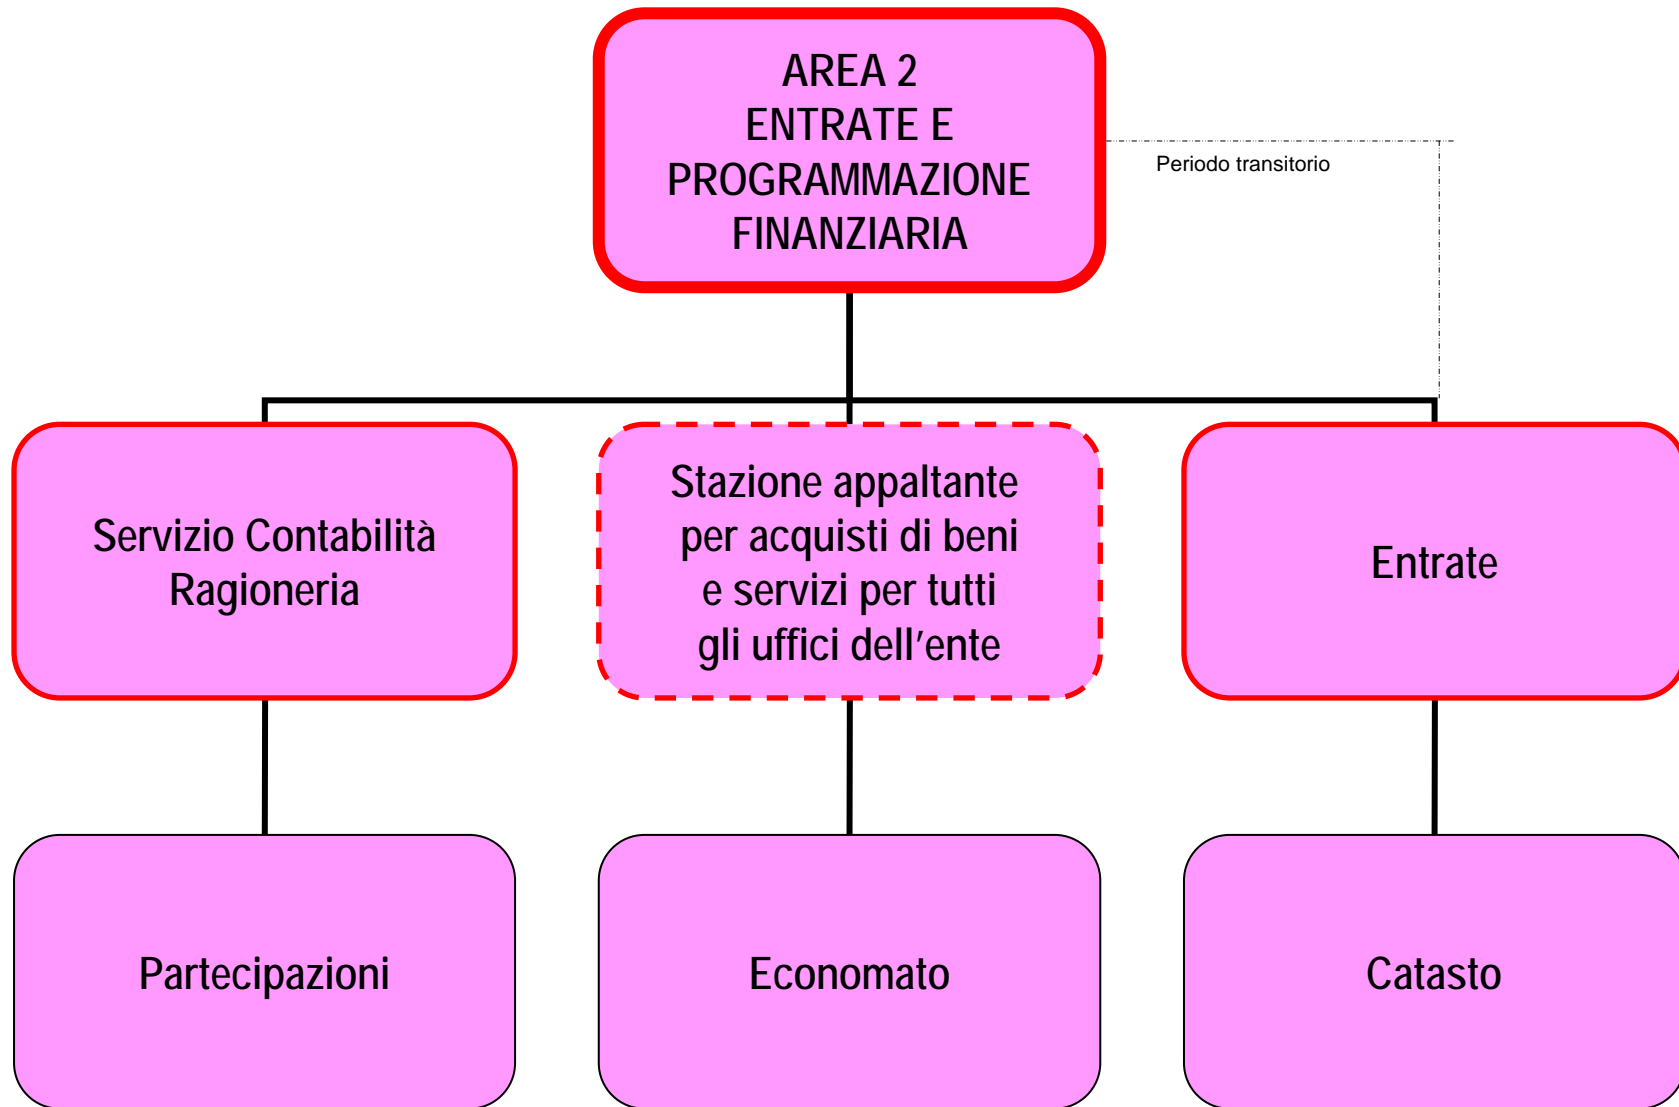 AREA 2
ENTRATE E
PROGRAMMAZIONE
FINANZIARIA
Periodo transitorio
Servizio Contabilità
Ragioneria
Stazione appaltante
per acquisti di beni
e servizi per tutti
gli uffici dell’ente
Entrate
Partecipazioni
Economato
Catasto